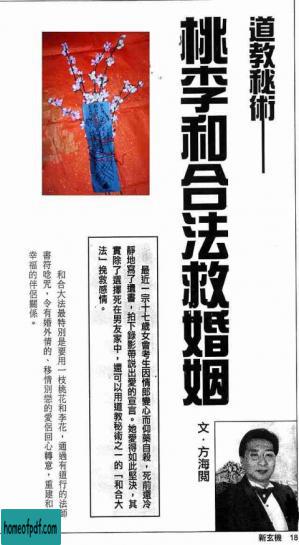 道教秘術——
桃李和合法救婚姻
文·方海閱
最近一宗十七歲女會考生因情郎變心而仰藥自殺，死前還冷
靜地寫了遺書，拍下錄影帶說出愛的宣言。她愛得如此堅決，其
實除了選擇死在男友家中，還可以用道教秘術之一的「和合大
法」挽救感情。
和合大法最特別是要用一枝桃花和李花，通過有道行的法師
書符唸咒，令有婚外情的、移情別戀的愛侶回心轉意，重建和諧
幸福的伴侶關係。
新玄機 18
homeofpdf.com